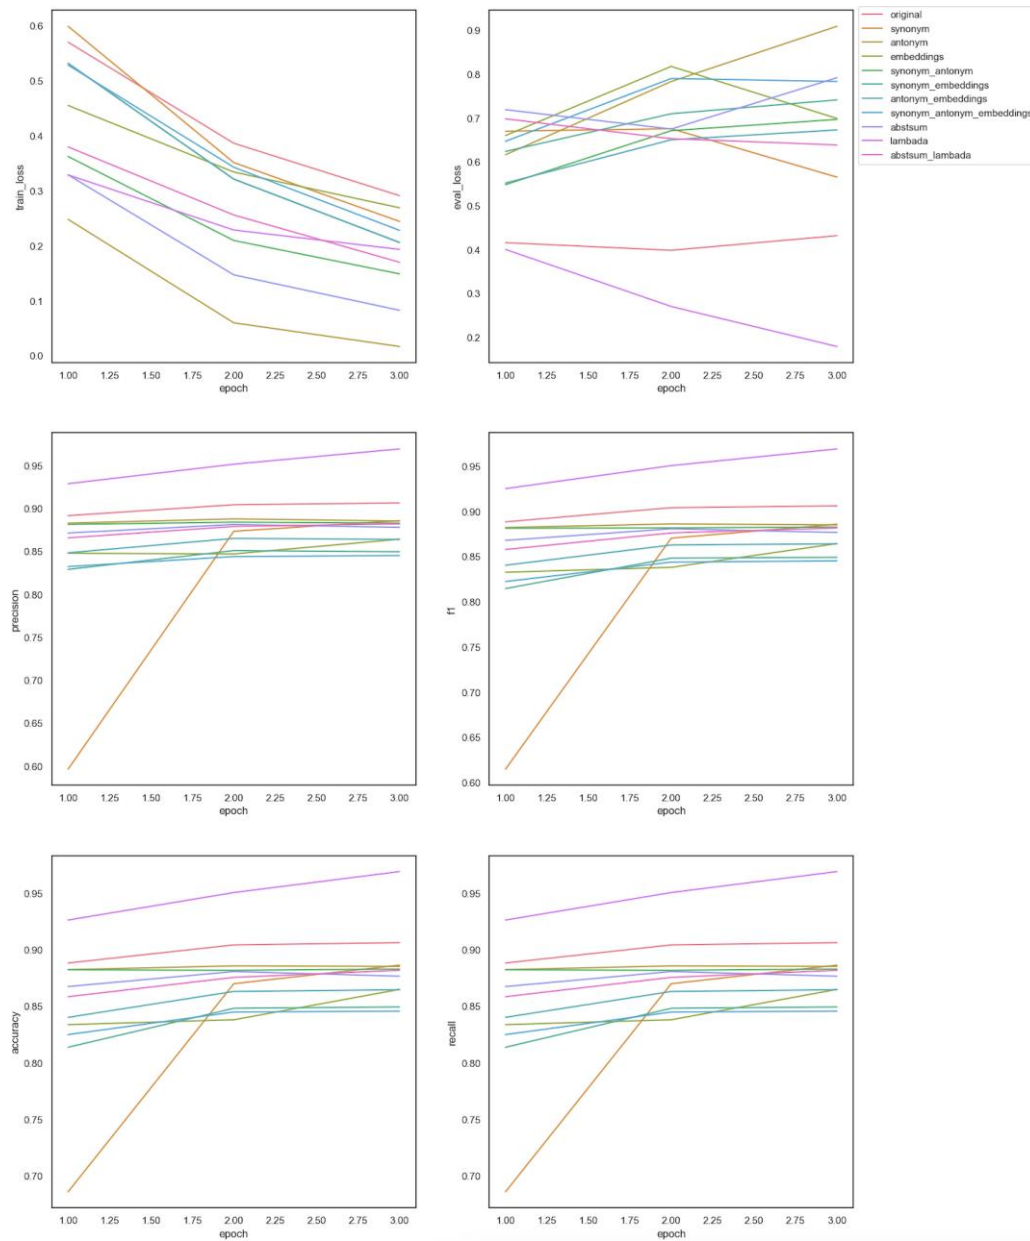 0.6
0.5
0.4
0.3
0.2
0.1
0.0
train_loss
1.00 1.25 1.50 1.75 2.00 2.25 2.50 2.75 3.00
epoch
0.9
0.8
0.7
0.6
0.5
0.4
0.3
0.2
eval_loss
1.00 1.25 1.50 1.75 2.00 2.25 2.50 2.75 3.00
epoch
original
synonym
antonym
embeddings
synonym_antonym
synonym_embeddings
antonym_embeddings
synonym_antonym_embeddings
abstsum
lambada
abstsum_lambada
0.95
0.90
0.85
0.80
0.75
0.70
0.65
0.60
precision
1.00 1.25 1.50 1.75 2.00 2.25 2.50 2.75 3.00
epoch
0.95
0.90
0.85
0.80
0.75
0.70
0.65
0.60
f1
1.00 1.25 1.50 1.75 2.00 2.25 2.50 2.75 3.00
epoch
0.95
0.90
0.85
0.80
0.75
0.70
accuracy
1.00 1.25 1.50 1.75 2.00 2.25 2.50 2.75 3.00
epoch
0.95
0.90
0.85
0.80
0.75
0.70
recall
1.00 1.25 1.50 1.75 2.00 2.25 2.50 2.75 3.00
epoch